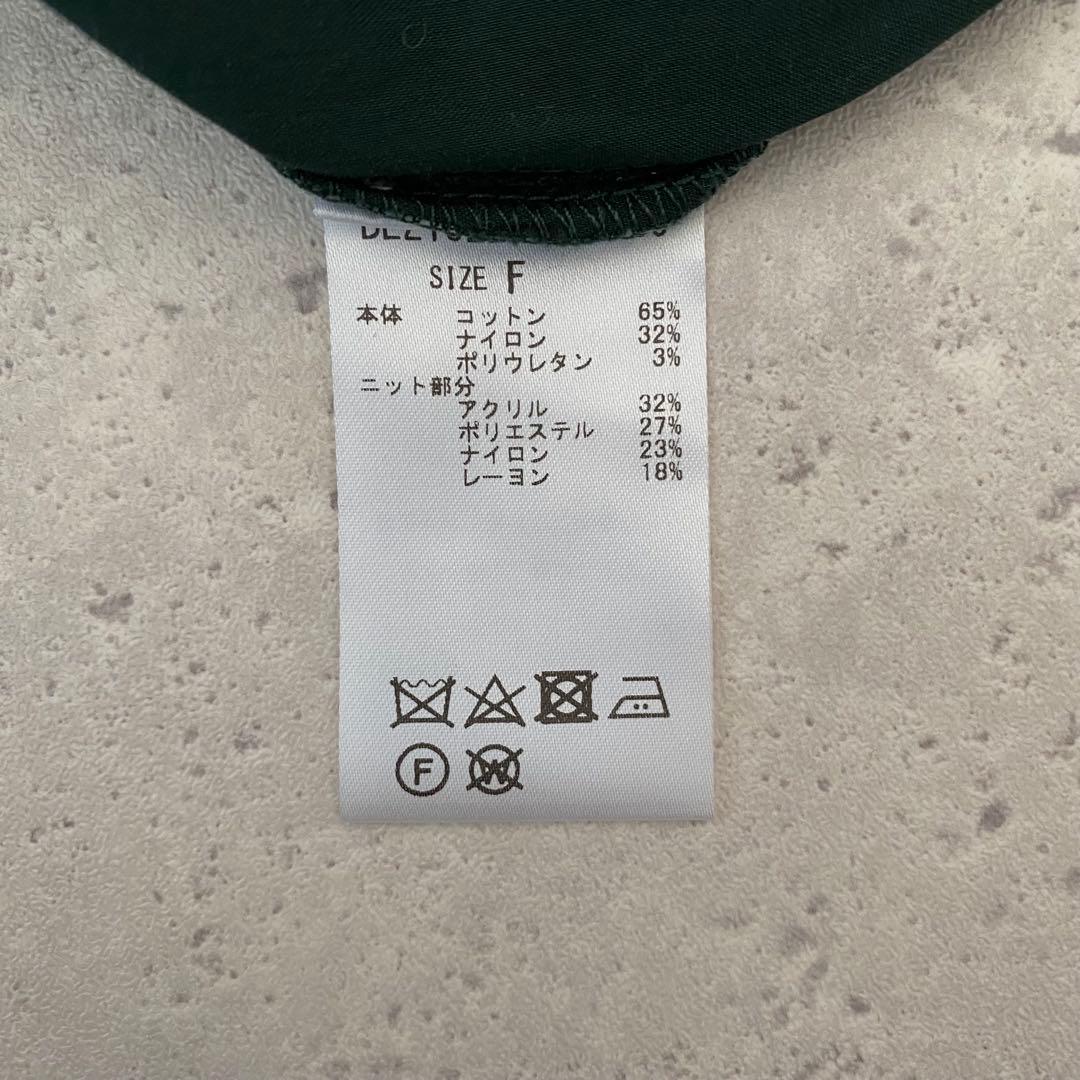 SIZE F
本体 コットン 65%
ナイロン 32%
ポリウレタン 3%
ニット部分
アクリル 32%
ポリエステル 27%
ナイロン 23%
レーヨン 18%
F W